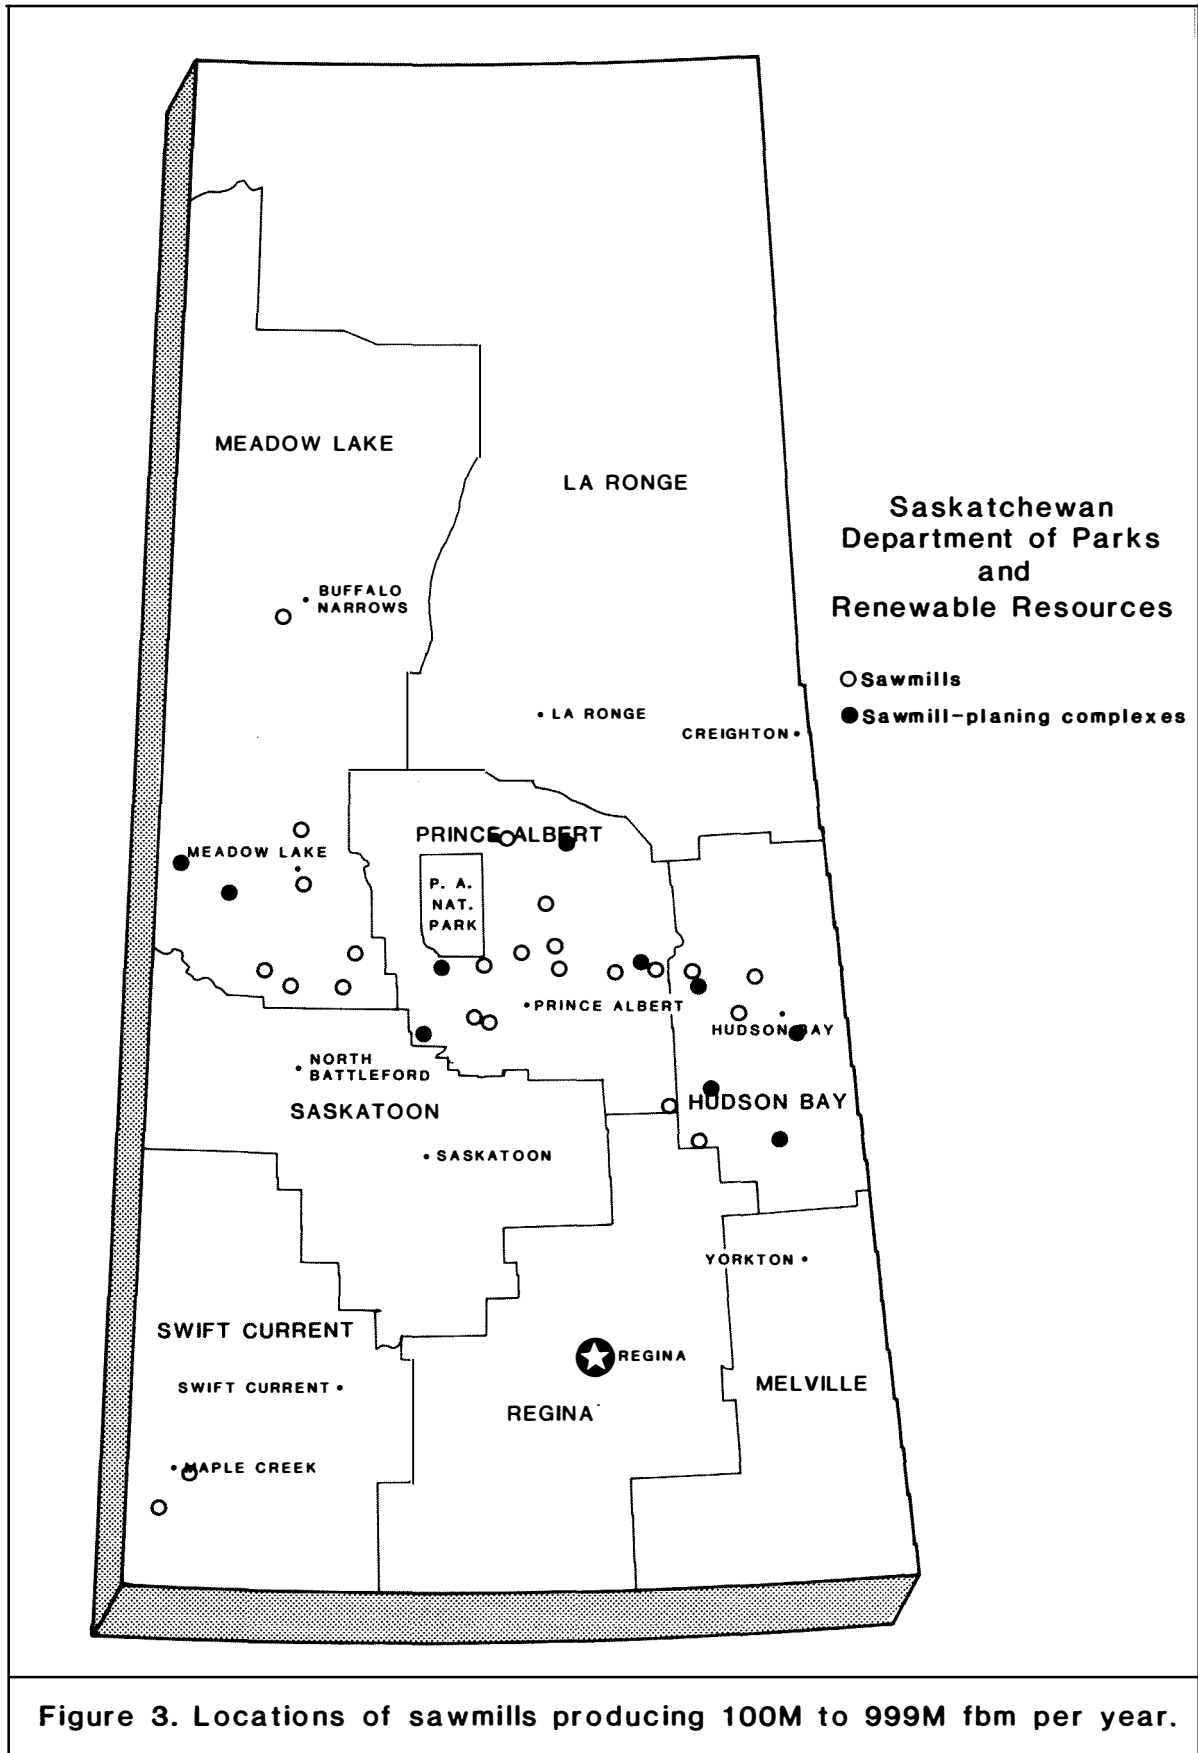 MEADOW LAKE
LA RONGE
Saskatchewan
Department of Parks
and
Renewable Resources
BUFFALO
NARROWS
Sawmills
LA RONGE
Sawmill-planing complexes
CREIGHTON
PRINCE ALBERT
MEADOW LAKE
P. A.
NAT.
PARK
PRINCE ALBERT
HUDSON BAY
NORTH
BATTLEFORD
HUDSON BAY
SASKATOON
SASKATOON
YORKTON
SWIFT CURRENT
REGINA
MELVILLE
SWIFT CURRENT
REGINA
MAPLE CREEK
Figure 3. Locations of sawmills producing 100M to 999M fbm per year.